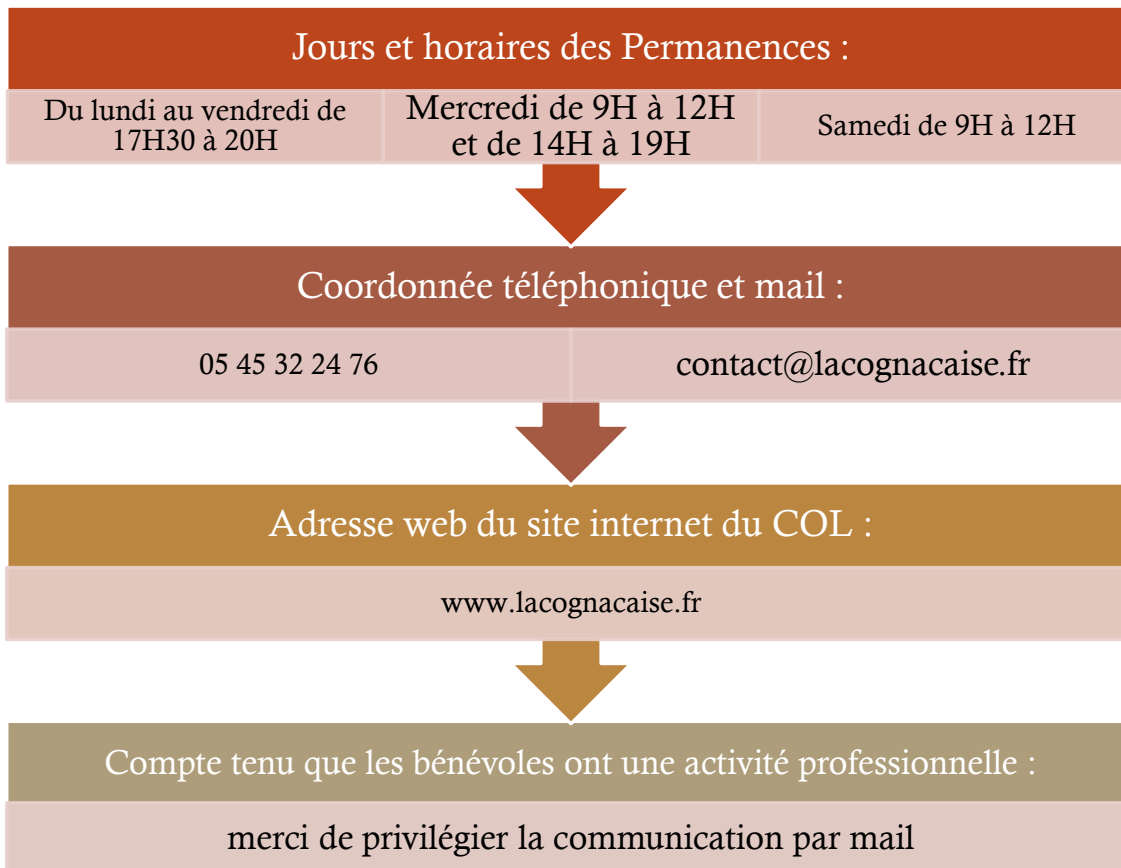 Jours et horaires des Permanences :
Du lundi au vendredi de
17H30 à 20H
Mercredi de 9H à 12H
et de 14H à 19H
Samedi de 9H à 12H
Coordonnée téléphonique et mail :
05 45 32 24 76
contact@lacognacaise.fr
Adresse web du site internet du COL :
www.lacognacaise.fr
Compte tenu que les bénévoles ont une activité professionnelle :
merci de privilégier la communication par mail